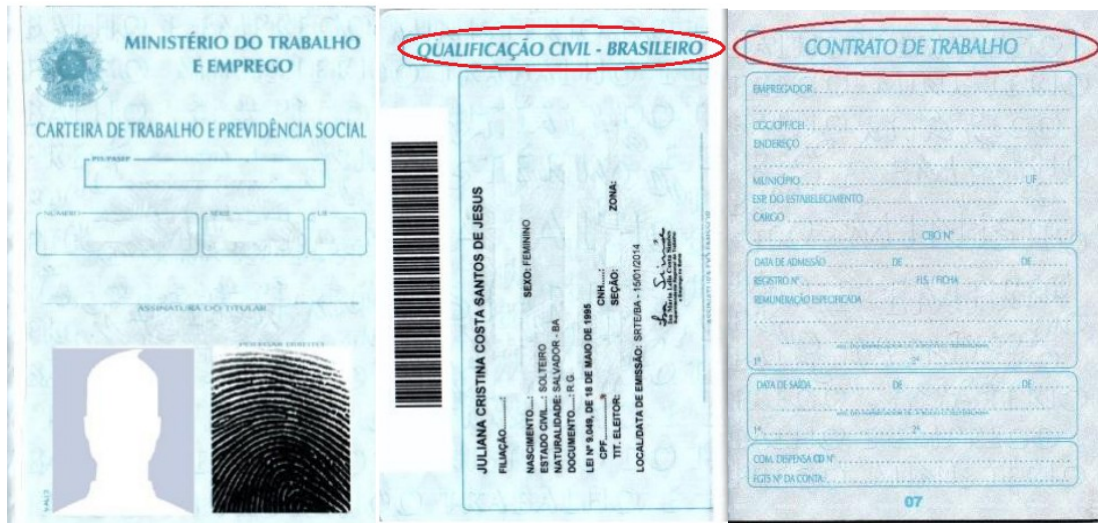 MINISTÉRIO DO TRABALHO
E EMPREGO
CARTEIRA DE TRABALHO E PREVIDÊNCIA SOCIAL
PIS/PASEP
NÚMERO SÉRIE UF
ASSINATURA DO TITULAR
POLEGAR DIREITO
QUALIFICAÇÃO CIVIL - BRASILEIRO
JULIANA CRISTINA COSTA SANTOS DE JESUS
FILIAÇÃO.......:
NASCIMENTO....: SEXO: FEMININO
ESTADO CIVIL...: SOLTEIRO
NATURALIDADE: SALVADOR - BA
DOCUMENTO....: R.G.
LEI Nº 9.049, DE 18 DE MAIO DE 1995
CPF............: CNH....:
TIT. ELEITOR: SEÇÃO: ZONA:
LOCAL/DATA DE EMISSÃO: SRTE/BA - 15/01/2014
CONTRATO DE TRABALHO
EMPREGADOR
CGC/CPF/CEI
ENDEREÇO
MUNICÍPIO UF
ESP. DO ESTABELECIMENTO
CARGO
CBO Nº
DATA DE ADMISSÃO DE DE
REGISTRO Nº FLS. / FICHA
REMUNERAÇÃO ESPECIFICADA
1º 2º
DATA DE SAÍDA DE DE
1º 2º
COM. DISPENSA CD Nº
FGTS Nº DA CONTA:
07